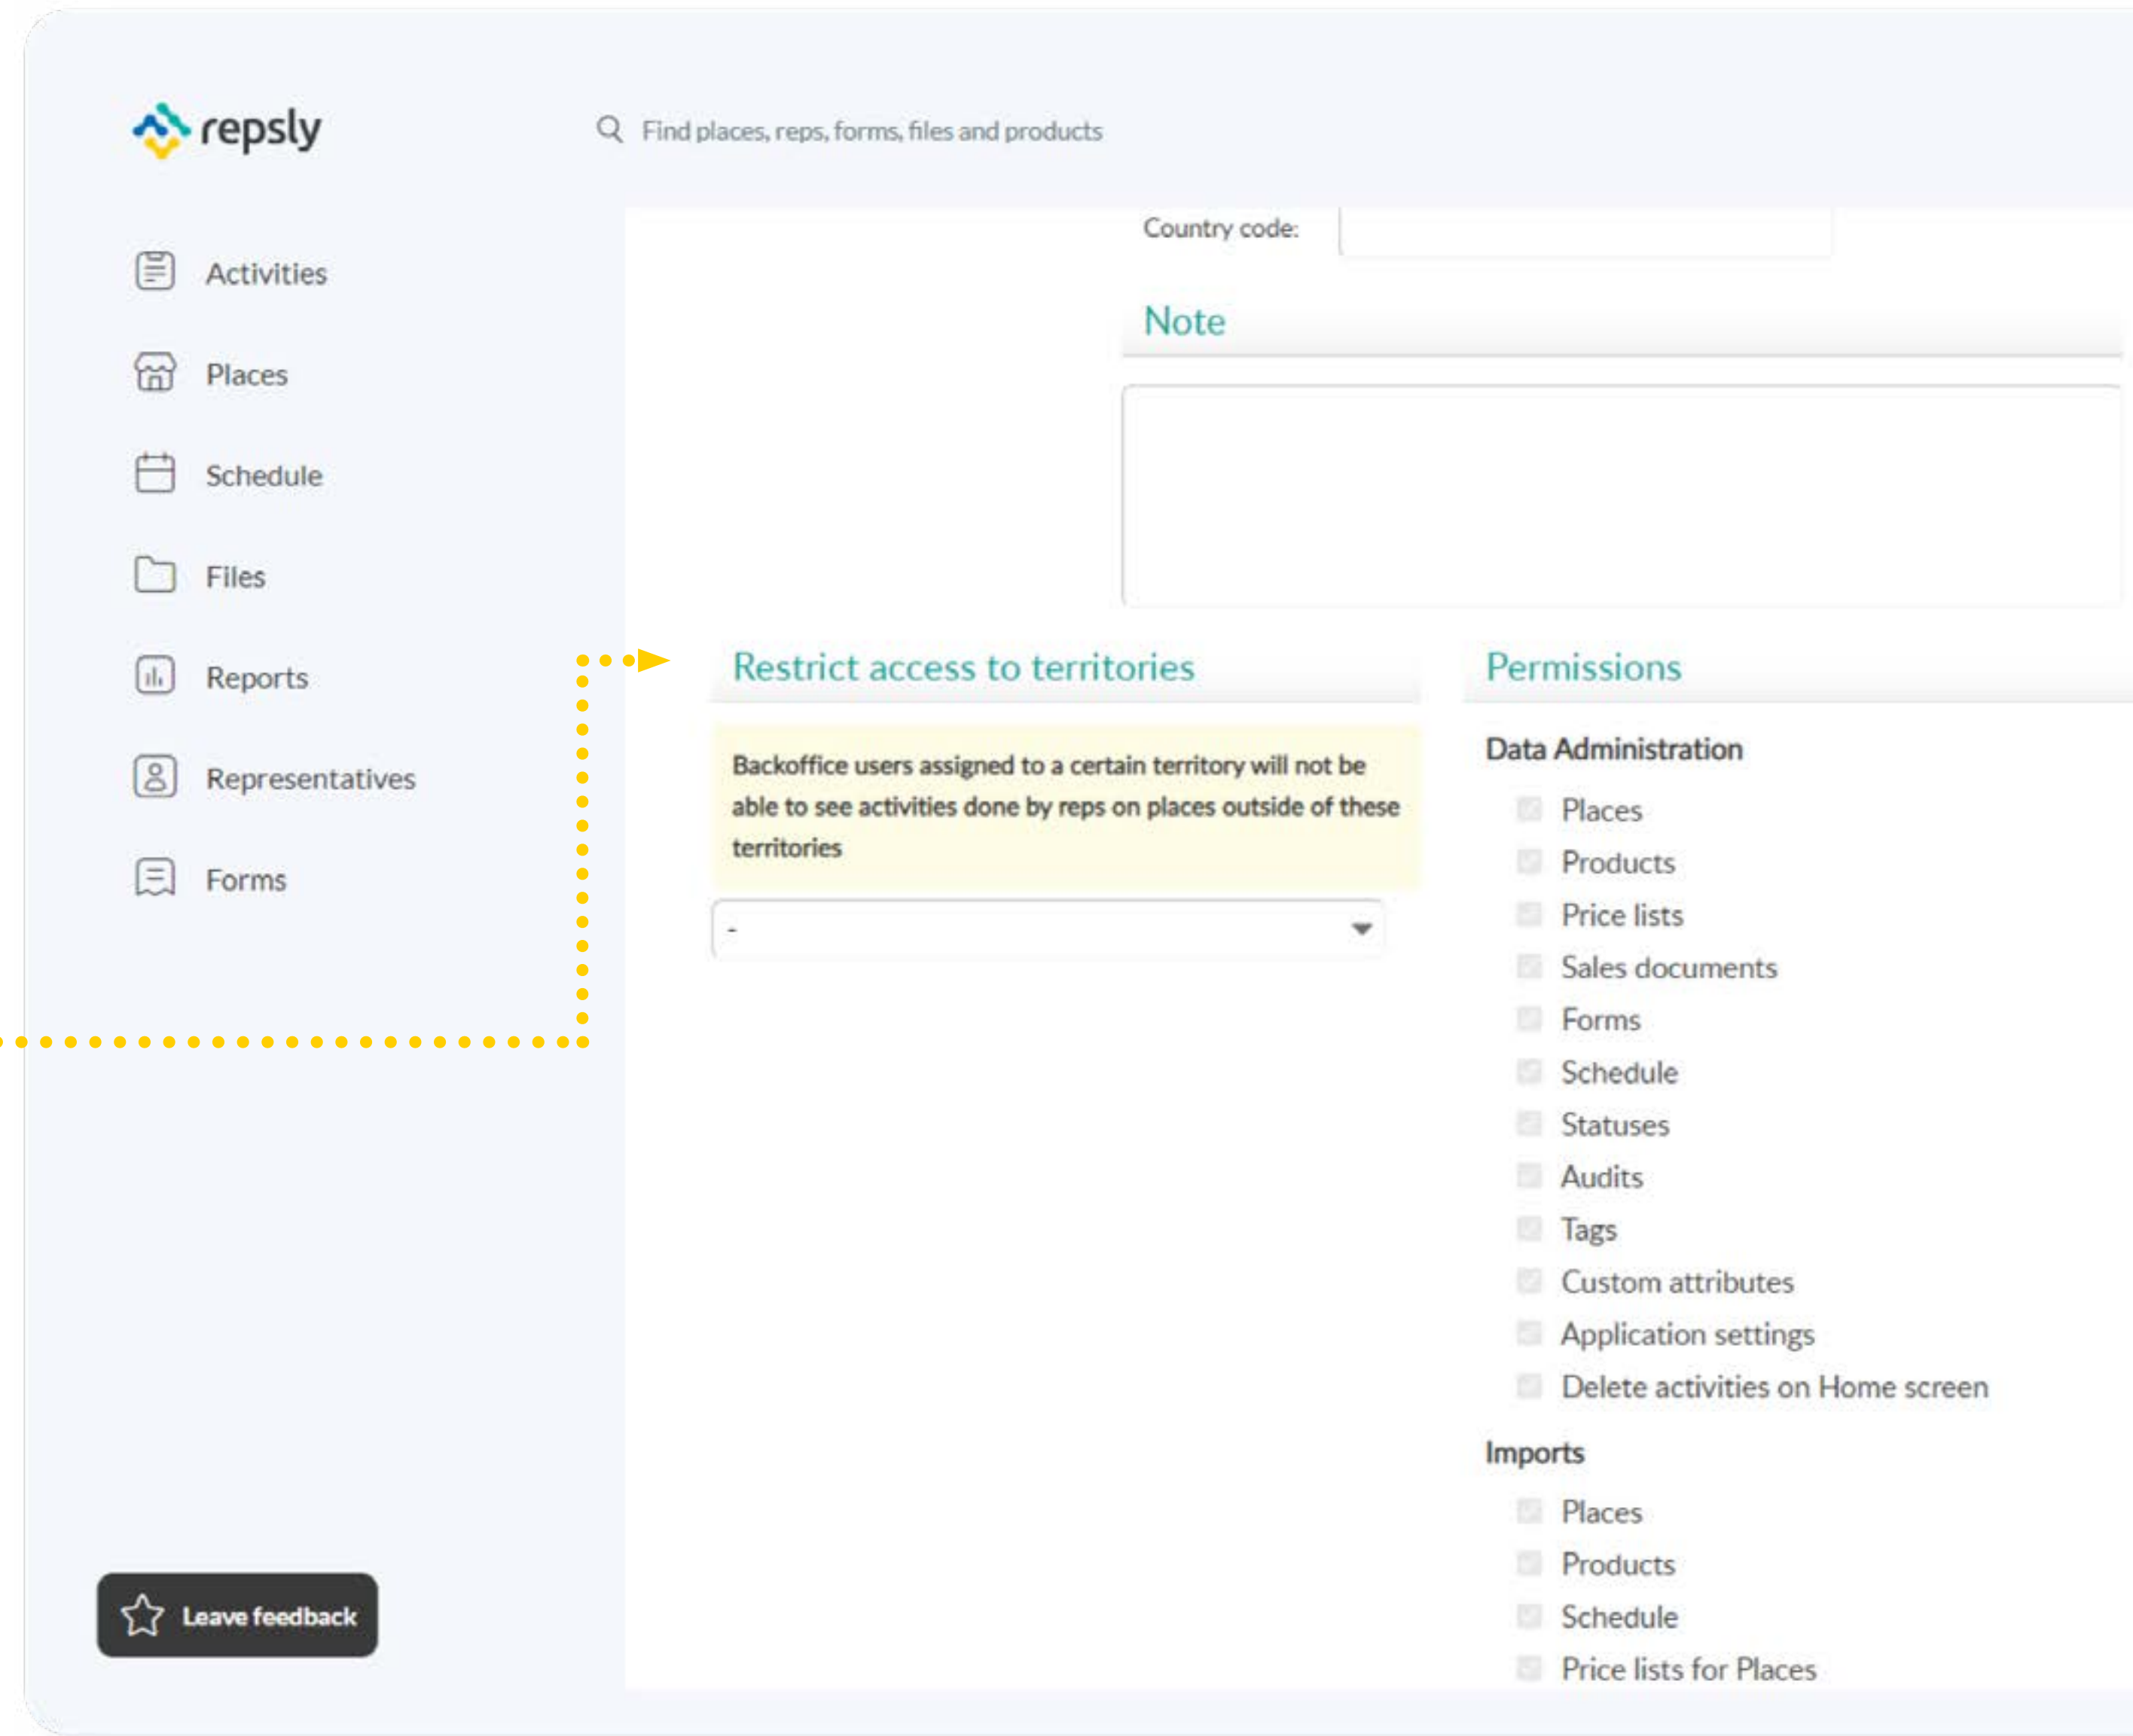 repsly
Find places, reps, forms, files and products
Activities
Places
Schedule
Files
Reports
Representatives
Forms
Leave feedback
Country code:
Note
Restrict access to territories
Backoffice users assigned to a certain territory will not be
able to see activities done by reps on places outside of these
territories
-
Permissions
Data Administration
Places
Products
Price lists
Sales documents
Forms
Schedule
Statuses
Audits
Tags
Custom attributes
Application settings
Delete activities on Home screen
Imports
Places
Products
Schedule
Price lists for Places